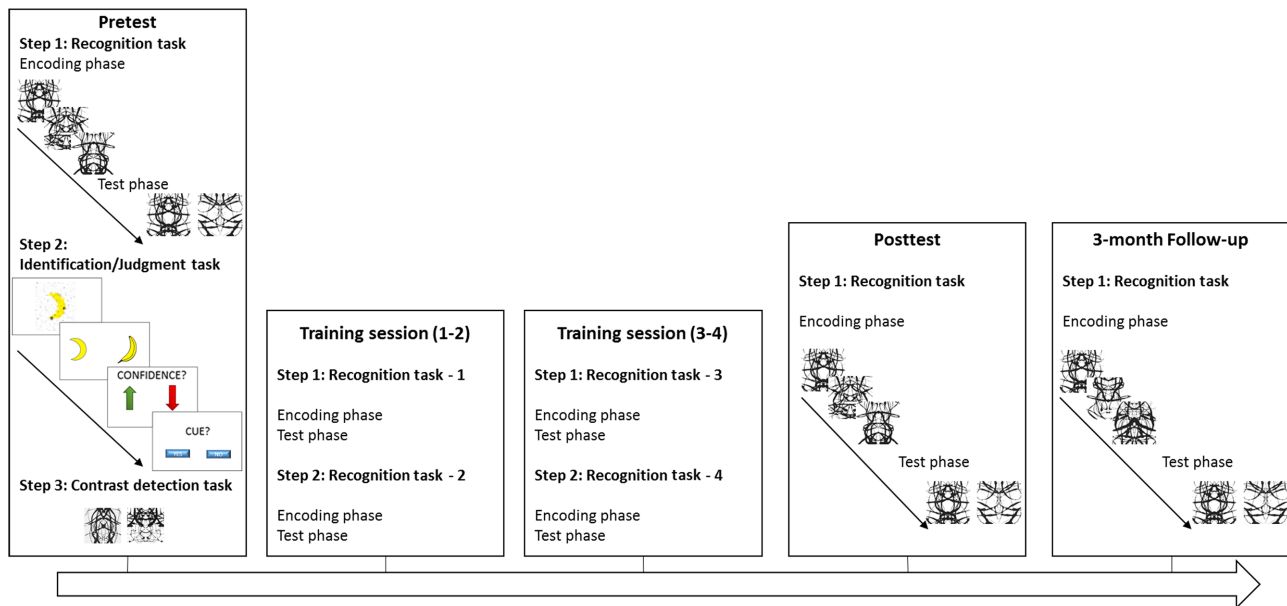 Pretest
Step 1: Recognition task
Encoding phase
Test phase
Step 2:
Identification/Judgment task
CONFIDENCE?
CUE?
YES
NO
Step 3: Contrast detection task
Training session (1-2)
Step 1: Recognition task - 1
Encoding phase
Test phase
Step 2: Recognition task - 2
Encoding phase
Test phase
Training session (3-4)
Step 1: Recognition task - 3
Encoding phase
Test phase
Step 2: Recognition task - 4
Encoding phase
Test phase
Posttest
Step 1: Recognition task
Encoding phase
Test phase
3-month Follow-up
Step 1: Recognition task
Encoding phase
Test phase